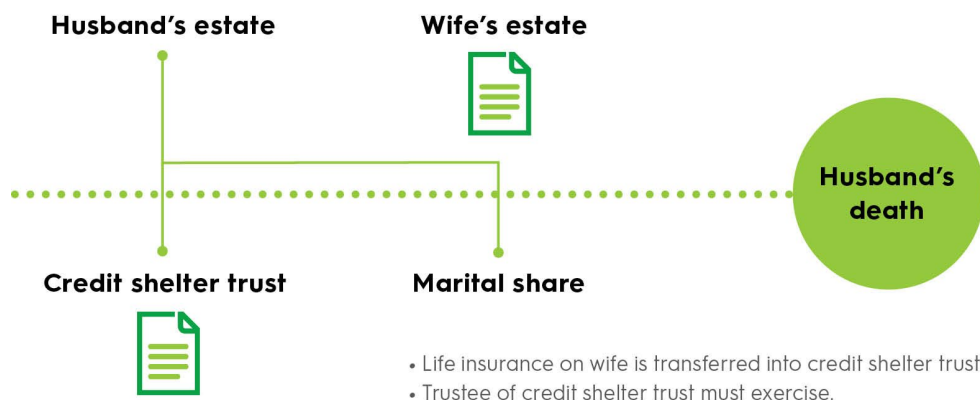 Husband's estate
Wife's estate
Husband's
death
Credit shelter trust
Marital share
• Life insurance on wife is transferred into credit shelter trust
• Trustee of credit shelter trust must exercise.